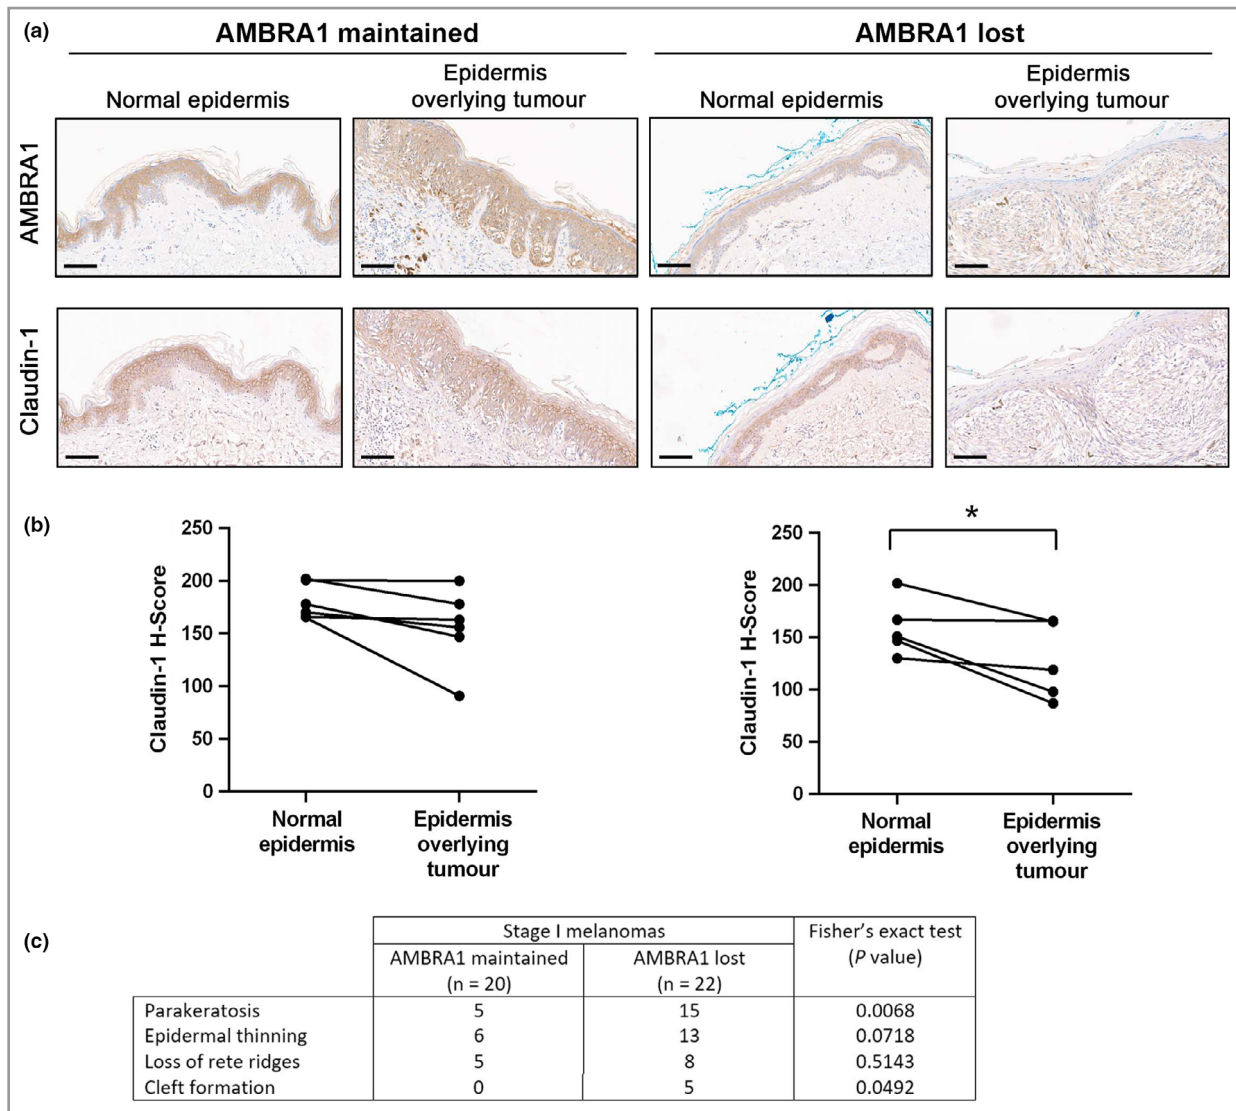 (a)
AMBRA1 maintained
AMBRA1 lost
Normal epidermis
Epidermis
overlying tumour
Normal epidermis
Epidermis
overlying tumour
AMBRA1
Claudin-1
(b)
Claudin-1 H-Score
250
200
150
100
50
0
Normal
epidermis
Epidermis
overlying
tumour
*
Claudin-1 H-Score
250
200
150
100
50
0
Normal
epidermis
Epidermis
overlying
tumour
(c)
Stage I melanomas
Fisher's exact test
(P value)
AMBRA1 maintained
(n = 20)
AMBRA1 lost
(n = 22)
Parakeratosis 5 15 0.0068
Epidermal thinning 6 13 0.0718
Loss of rete ridges 5 8 0.5143
Cleft formation 0 5 0.0492